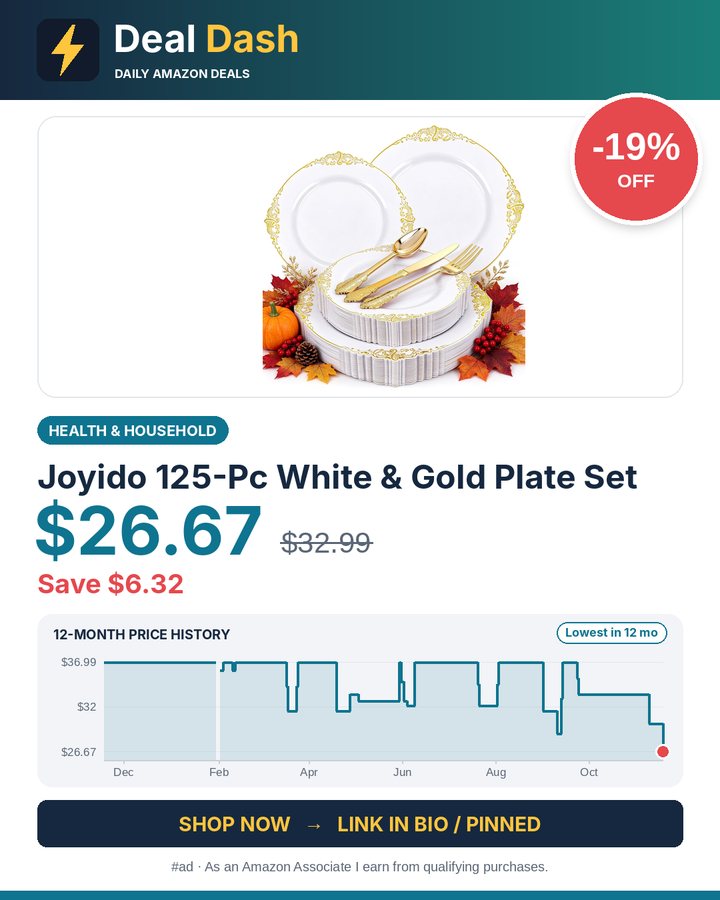 Deal Dash
DAILY AMAZON DEALS
-19%
OFF
HEALTH & HOUSEHOLD
Joyido 125-Pc White & Gold Plate Set
$26.67 $32.99
Save $6.32
12-MONTH PRICE HISTORY
Lowest in 12 mo
$36.99
$32
$26.67
Dec Feb Apr Jun Aug Oct
SHOP NOW → LINK IN BIO / PINNED
#ad · As an Amazon Associate I earn from qualifying purchases.